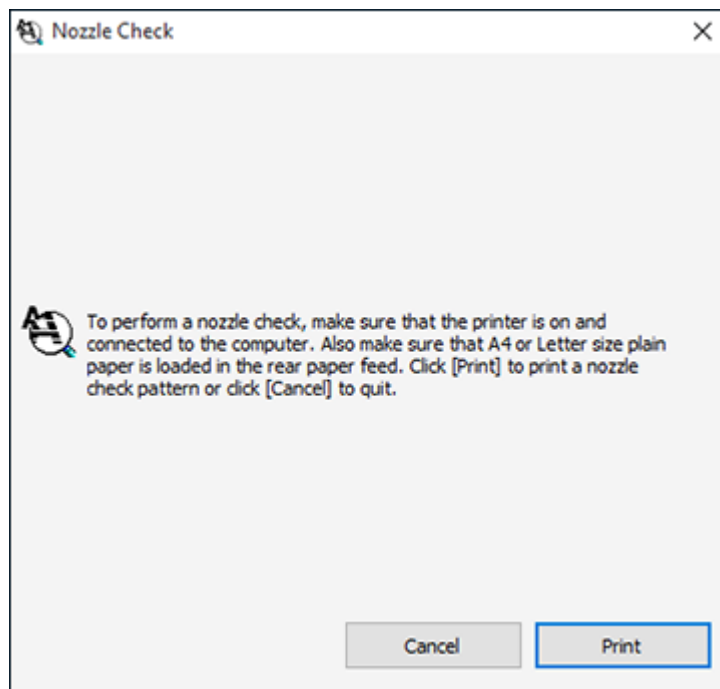 Nozzle Check
To perform a nozzle check, make sure that the printer is on and
connected to the computer. Also make sure that A4 or Letter size plain
paper is loaded in the rear paper feed. Click [Print] to print a nozzle
check pattern or click [Cancel] to quit.
Cancel
Print